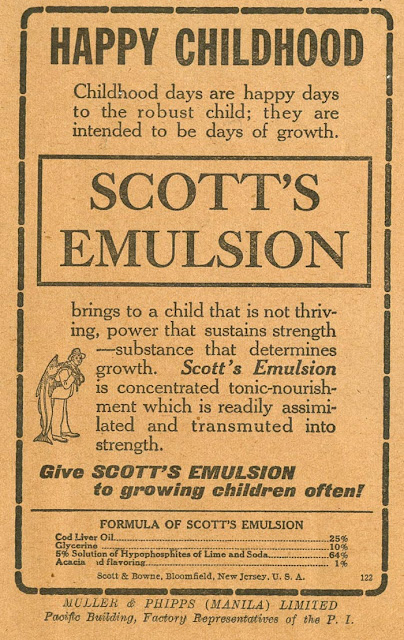 HAPPY CHILDHOOD
Childhood days are happy days
to the robust child; they are
intended to be days of growth.
SCOTT'S
EMULSION
brings to a child that is not thriv-
ing, power that sustains strength
—substance that determines
growth. Scott's Emulsion
is concentrated tonic-nourish-
ment which is readily assimi-
lated and transmuted into
strength.
Give SCOTT'S EMULSION
to growing children often!
FORMULA OF SCOTT'S EMULSION
Cod Liver Oil 25%
Glycerine 10%
5% Solution of Hypophosphites of Lime and Soda 64%
Acacia nd flavoring 1%
Scott & Bowne, Bloomfield, New Jersey, U. S. A. 122
MULLER & PHIPPS (MANILA) LIMITED
Pacific Building, Factory Representatives of the P. I.